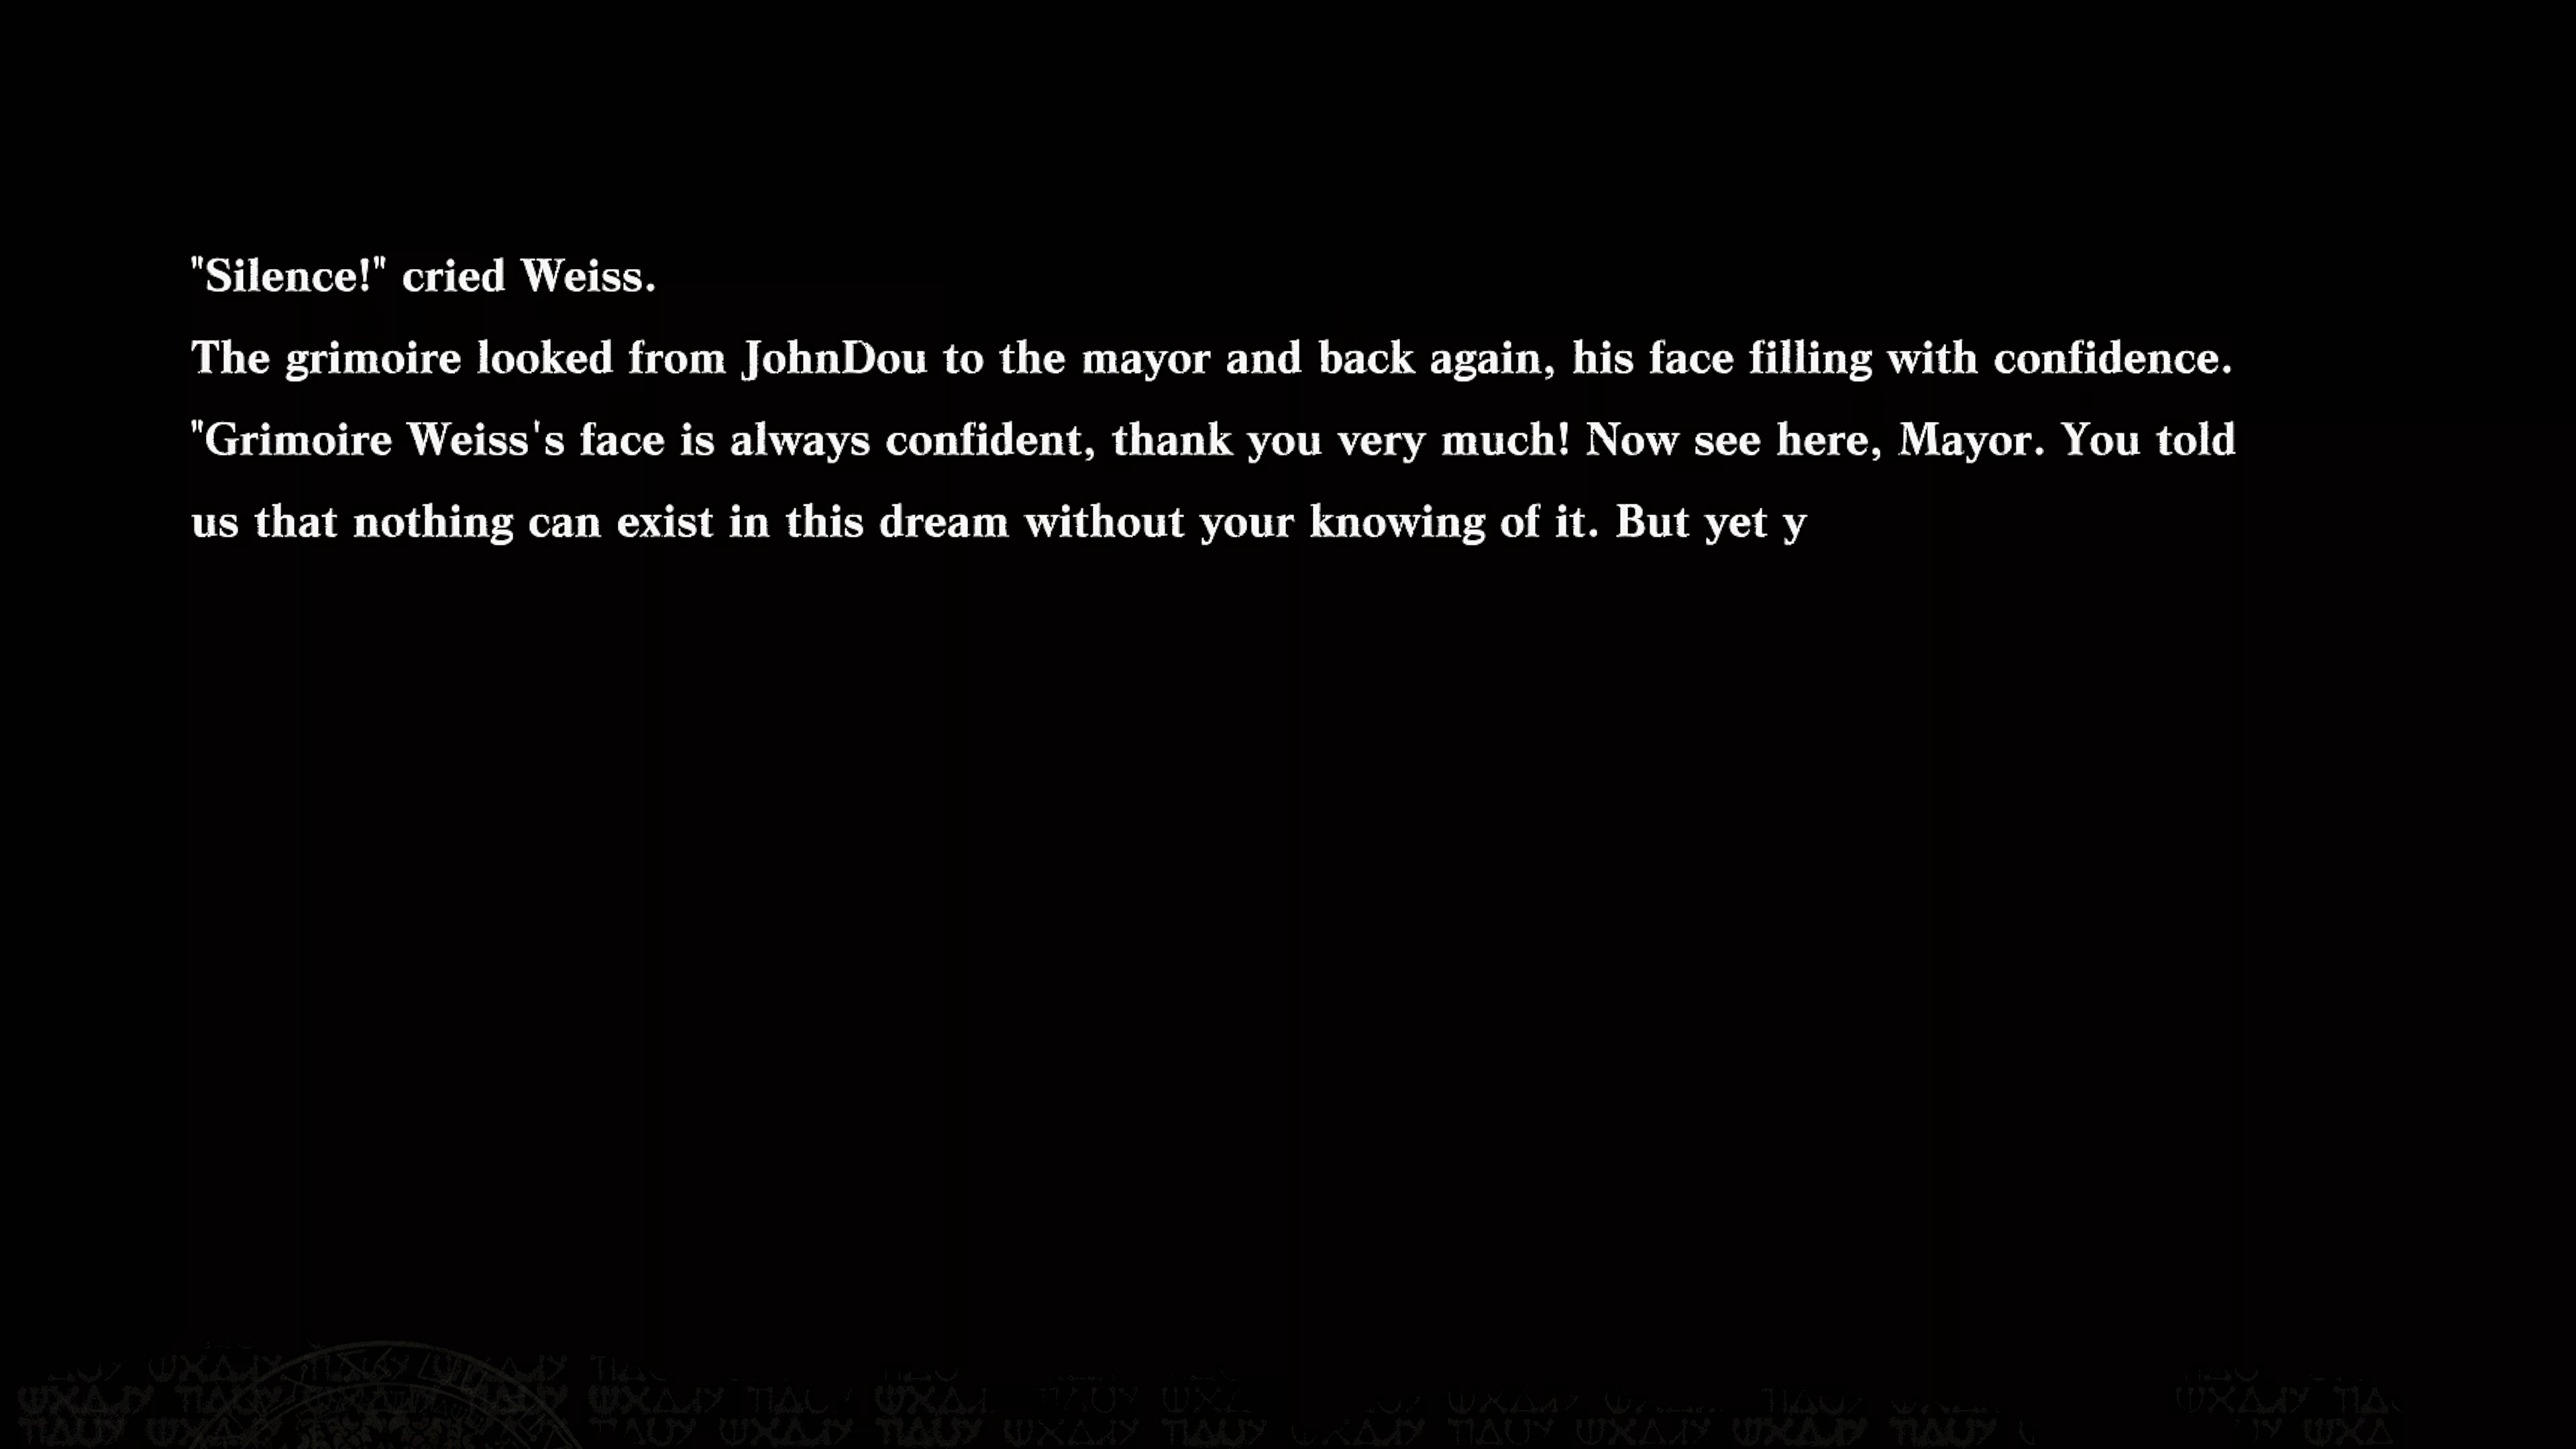 "Silence!" cried Weiss.
The grimoire looked from JohnDou to the mayor and back again, his face filling with confidence.
"Grimoire Weiss's face is always confident, thank you very much! Now see here, Mayor. You told
us that nothing can exist in this dream without your knowing of it. But yet y